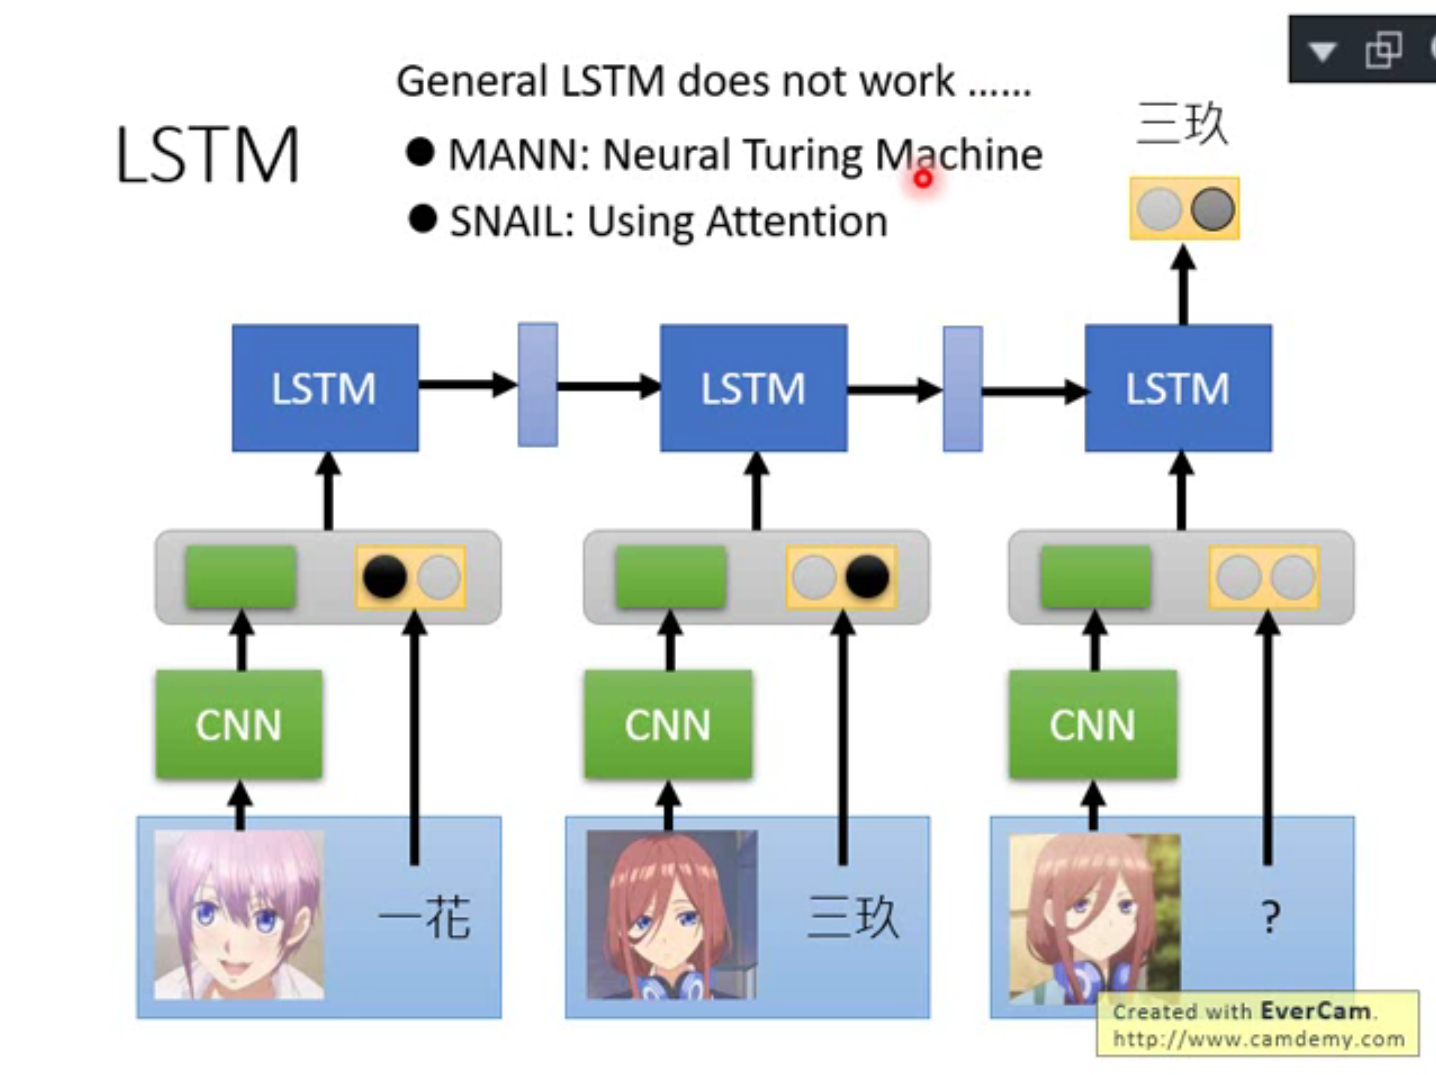 General LSTM does not work ......
LSTM
● MANN: Neural Turing Machine
● SNAIL: Using Attention
三玖
LSTM
LSTM
LSTM
CNN
CNN
CNN
一花
三玖
?
Created with EverCam.
http://www.camdemy.com